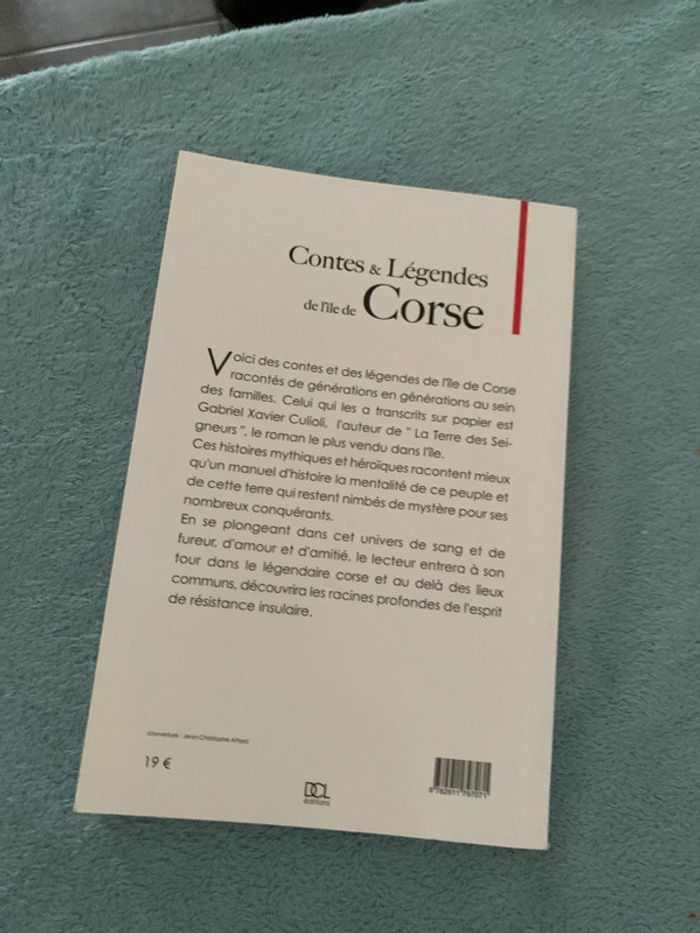 Contes & Légendes
de l'île de Corse
Voici des contes et des légendes de l'île de Corse
racontés de générations en générations au sein
des familles. Celui qui les a transcrits sur papier est
Gabriel Xavier Culioli, l'auteur de " La Terre des Sei-
gneurs ", le roman le plus vendu dans l'île.
Ces histoires mythiques et héroïques racontent mieux
qu'un manuel d'histoire la mentalité de ce peuple et
de cette terre qui restent nimbés de mystère pour ses
nombreux conquérants.
En se plongeant dans cet univers de sang et de
fureur, d'amour et d'amitié, le lecteur entrera à son
tour dans le légendaire corse et au delà des lieux
communs, découvrira les racines profondes de l'esprit
de résistance insulaire.
couverture : Jean-Christophe Attard
19 €
DCL
éditions